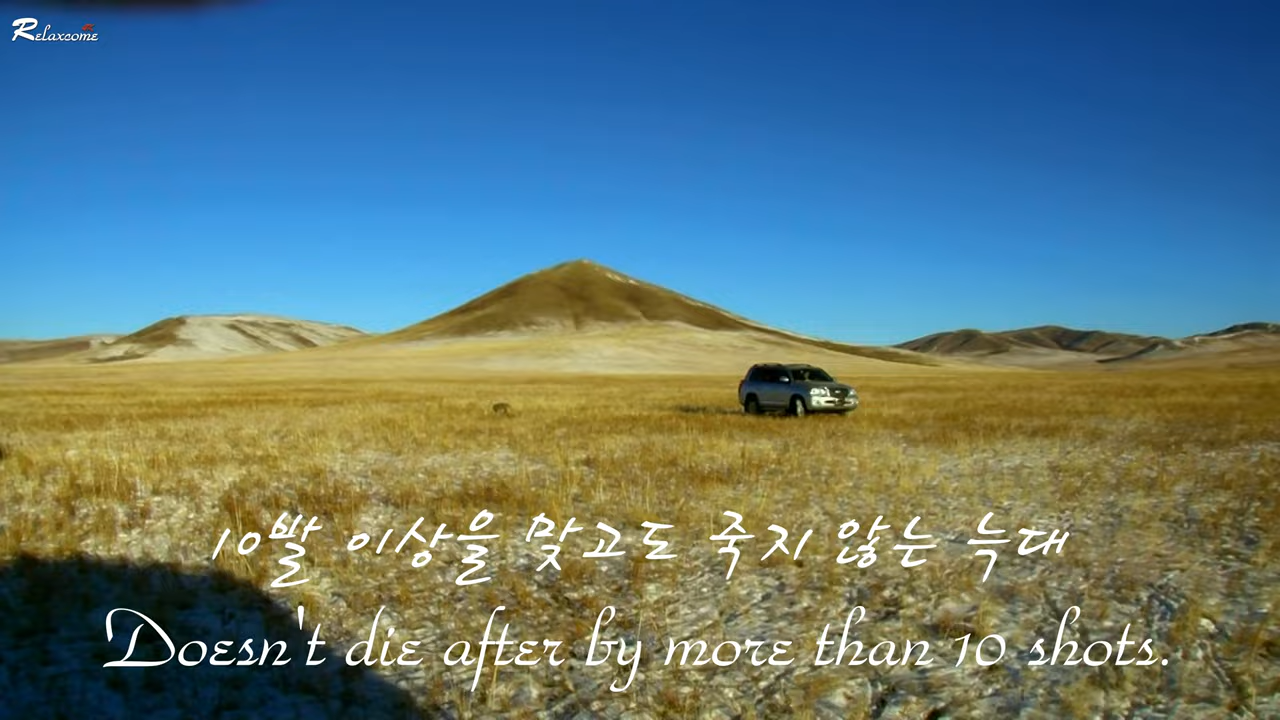 Relaxcome
10발 이상을 맞고도 죽지 않는 늑대
Doesn't die after by more than 10 shots.